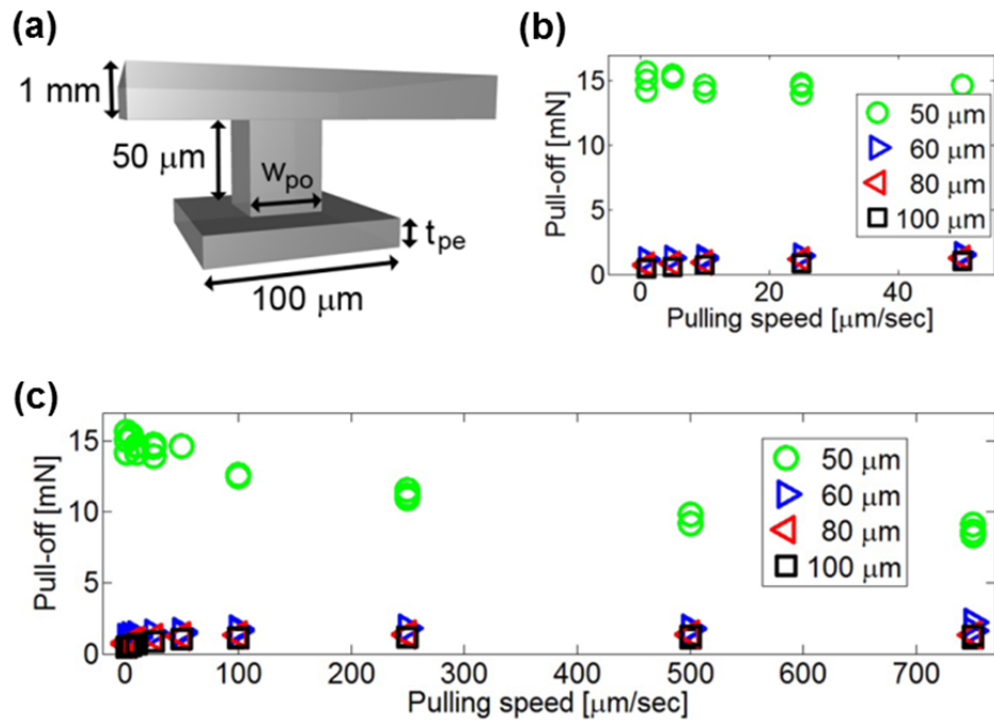 (a)
1 mm
50 μm
wpo
tpe
100 μm
(b)
Pull-off [mN]
15
10
5
0
0 20 40
Pulling speed [μm/sec]
50 μm
60 μm
80 μm
100 μm
(c)
Pull-off [mN]
15
10
5
0
0 100 200 300 400 500 600 700
Pulling speed [μm/sec]
50 μm
60 μm
80 μm
100 μm